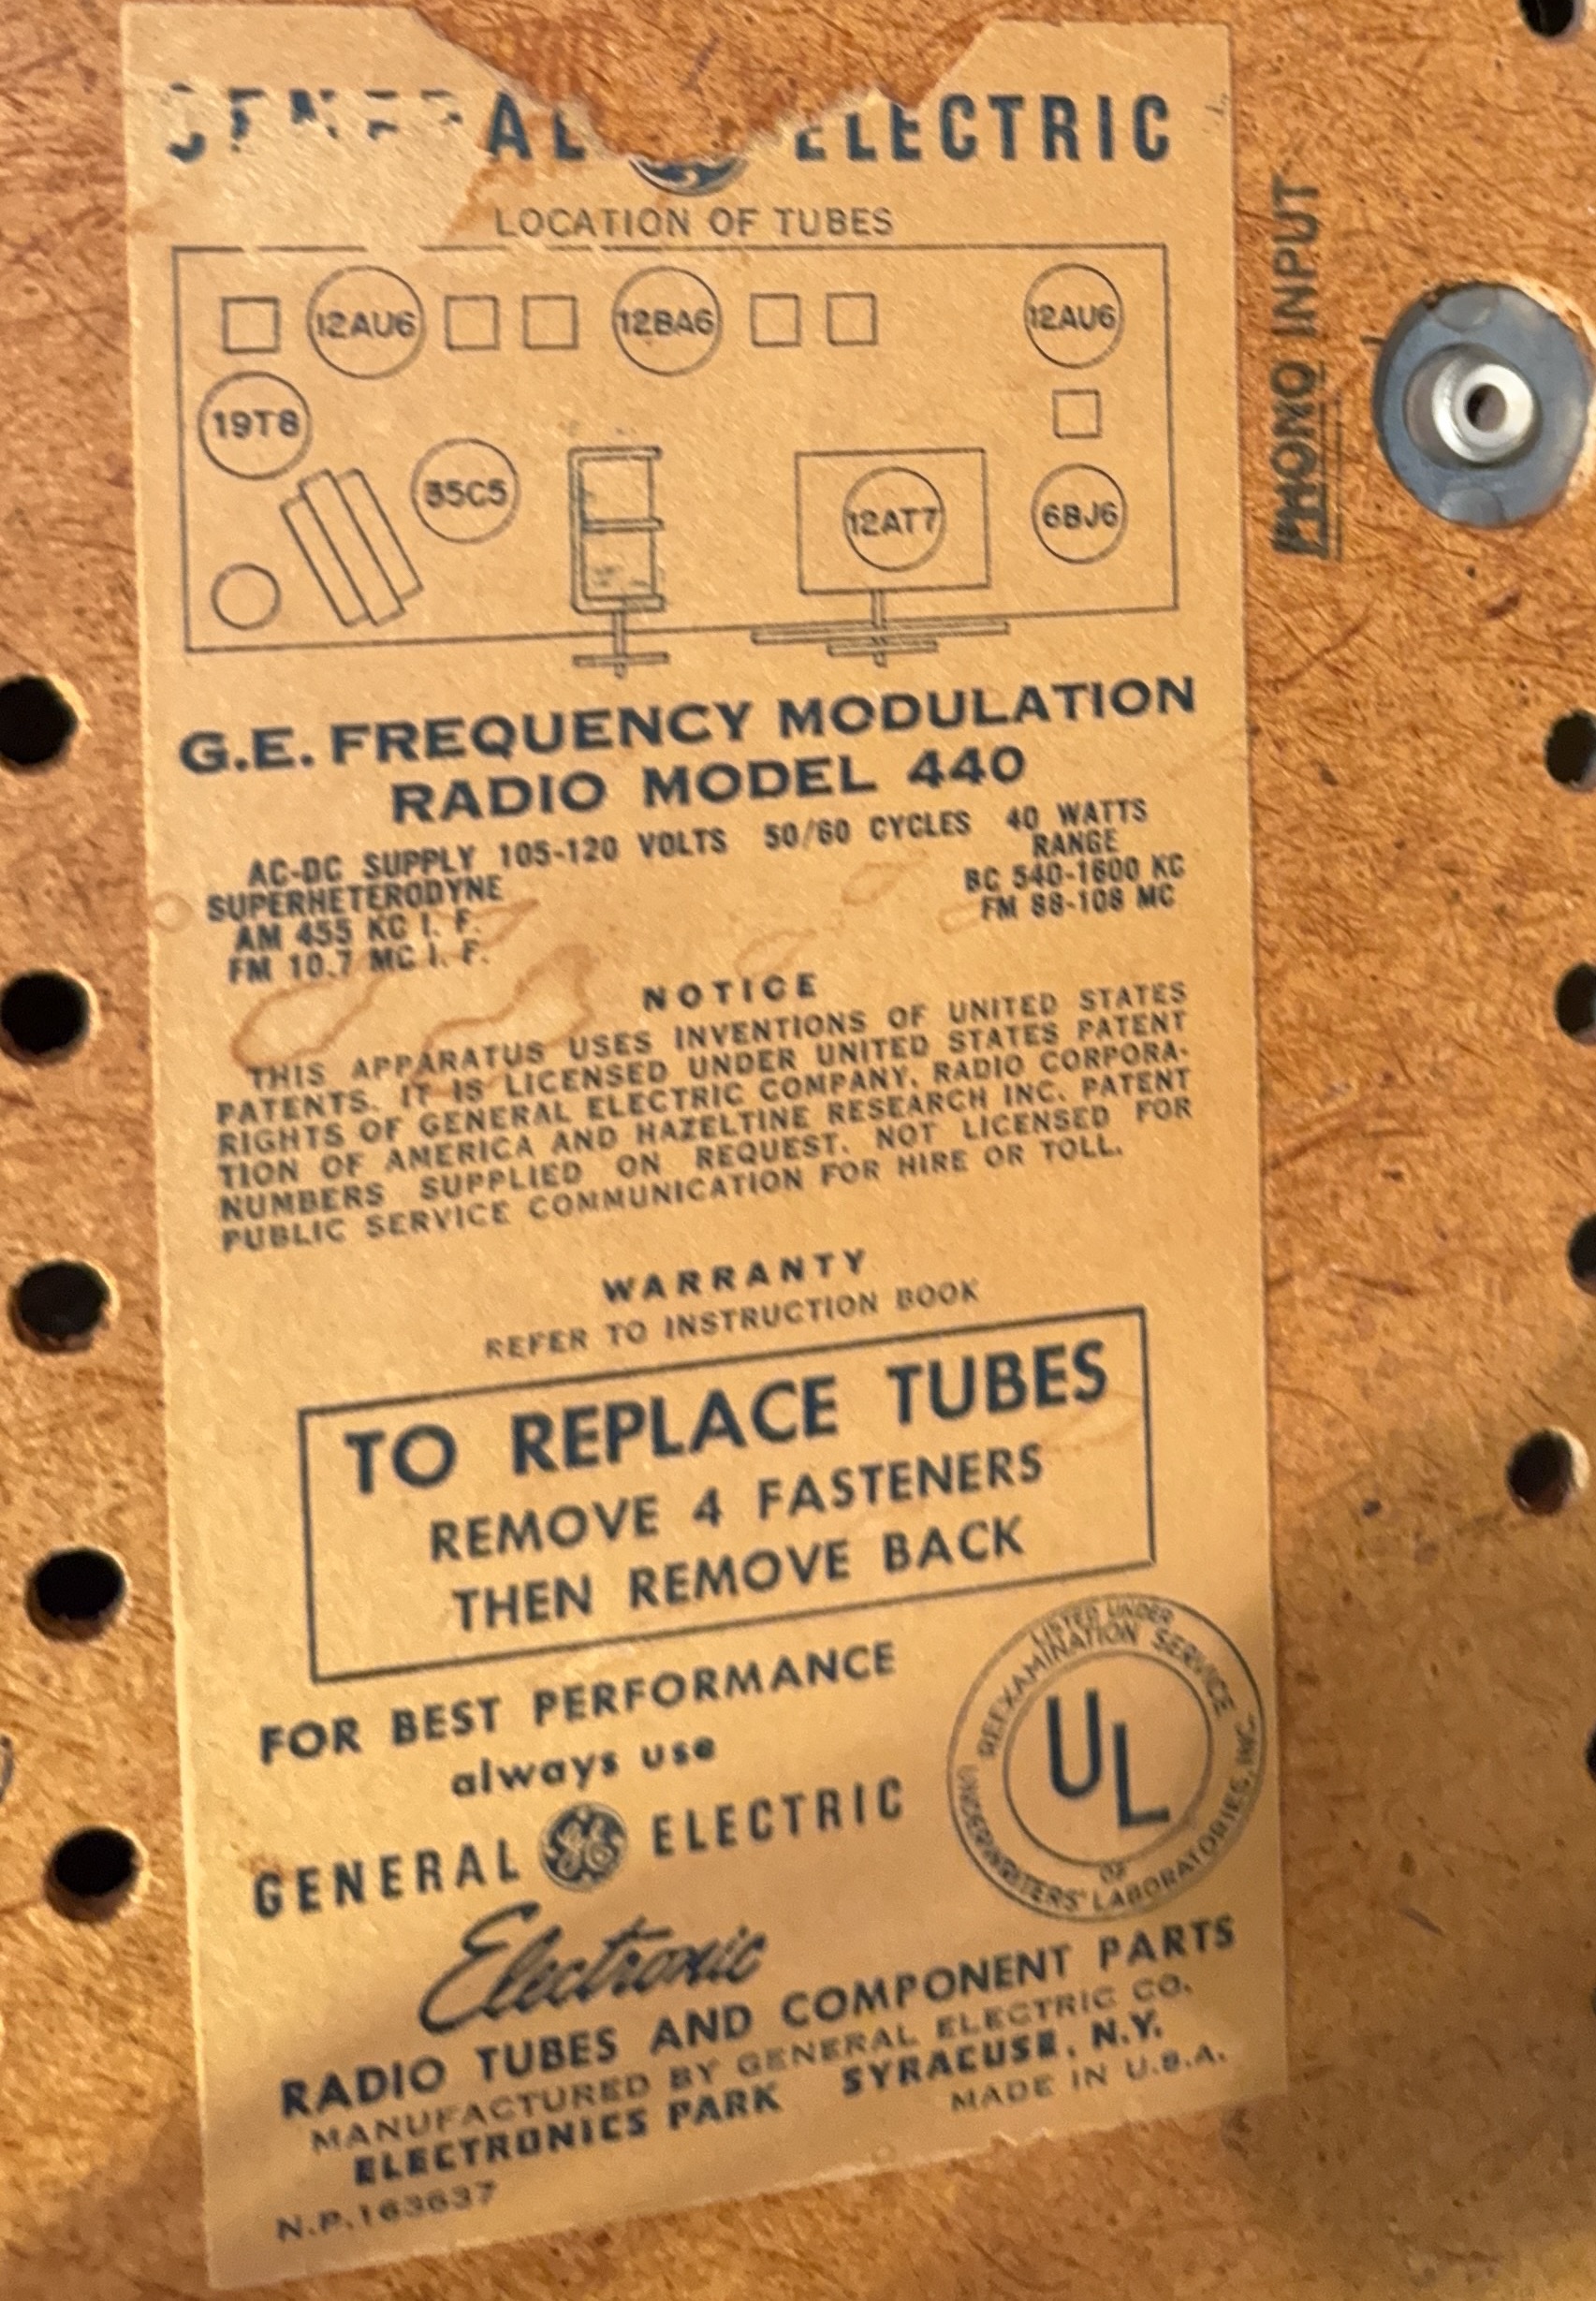 GENERAL ELECTRIC
LOCATION OF TUBES
12AU6 12BA6 12AU6
19T8
35C5 12AT7 6BJ6
PHONO INPUT
G.E. FREQUENCY MODULATION
RADIO MODEL 440
AC-DC SUPPLY 105-120 VOLTS 50/60 CYCLES 40 WATTS
SUPERHETERODYNE RANGE
AM 455 KC I. F. BC 540-1600 KC
FM 10.7 MC I. F. FM 88-108 MC
NOTICE
THIS APPARATUS USES INVENTIONS OF UNITED STATES
PATENTS. IT IS LICENSED UNDER UNITED STATES PATENT
RIGHTS OF GENERAL ELECTRIC COMPANY, RADIO CORPORA-
TION OF AMERICA AND HAZELTINE RESEARCH INC. PATENT
NUMBERS SUPPLIED ON REQUEST. NOT LICENSED FOR
PUBLIC SERVICE COMMUNICATION FOR HIRE OR TOLL.
WARRANTY
REFER TO INSTRUCTION BOOK
TO REPLACE TUBES
REMOVE 4 FASTENERS
THEN REMOVE BACK
FOR BEST PERFORMANCE
always use
GENERAL GE ELECTRIC
Electronic
LISTED UNDER
REEXAMINATION SERVICE
UL
OF
UNDERWRITERS' LABORATORIES, INC.
RADIO TUBES AND COMPONENT PARTS
MANUFACTURED BY GENERAL ELECTRIC CO.
ELECTRONICS PARK SYRACUSE, N.Y.
MADE IN U.S.A.
N.P.163637